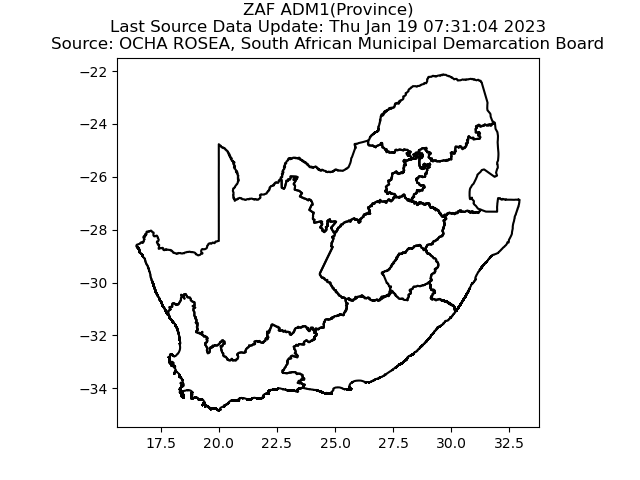 ZAF ADM1(Province)
Last Source Data Update: Thu Jan 19 07:31:04 2023
Source: OCHA ROSEA, South African Municipal Demarcation Board
−22
−24
−26
−28
−30
−32
−34
17.5 20.0 22.5 25.0 27.5 30.0 32.5